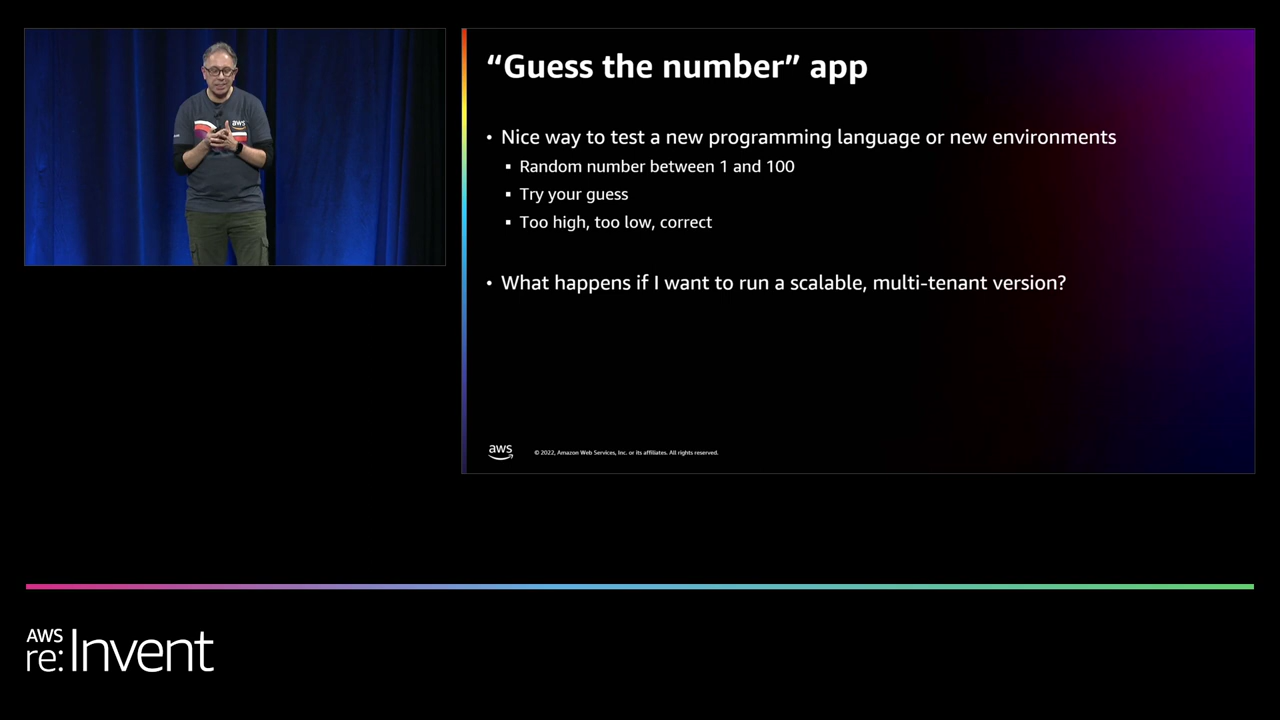 “Guess the number” app
• Nice way to test a new programming language or new environments
▪ Random number between 1 and 100
▪ Try your guess
▪ Too high, too low, correct
• What happens if I want to run a scalable, multi-tenant version?
aws
© 2022, Amazon Web Services, Inc. or its affiliates. All rights reserved.
aws
AWS
re:Invent